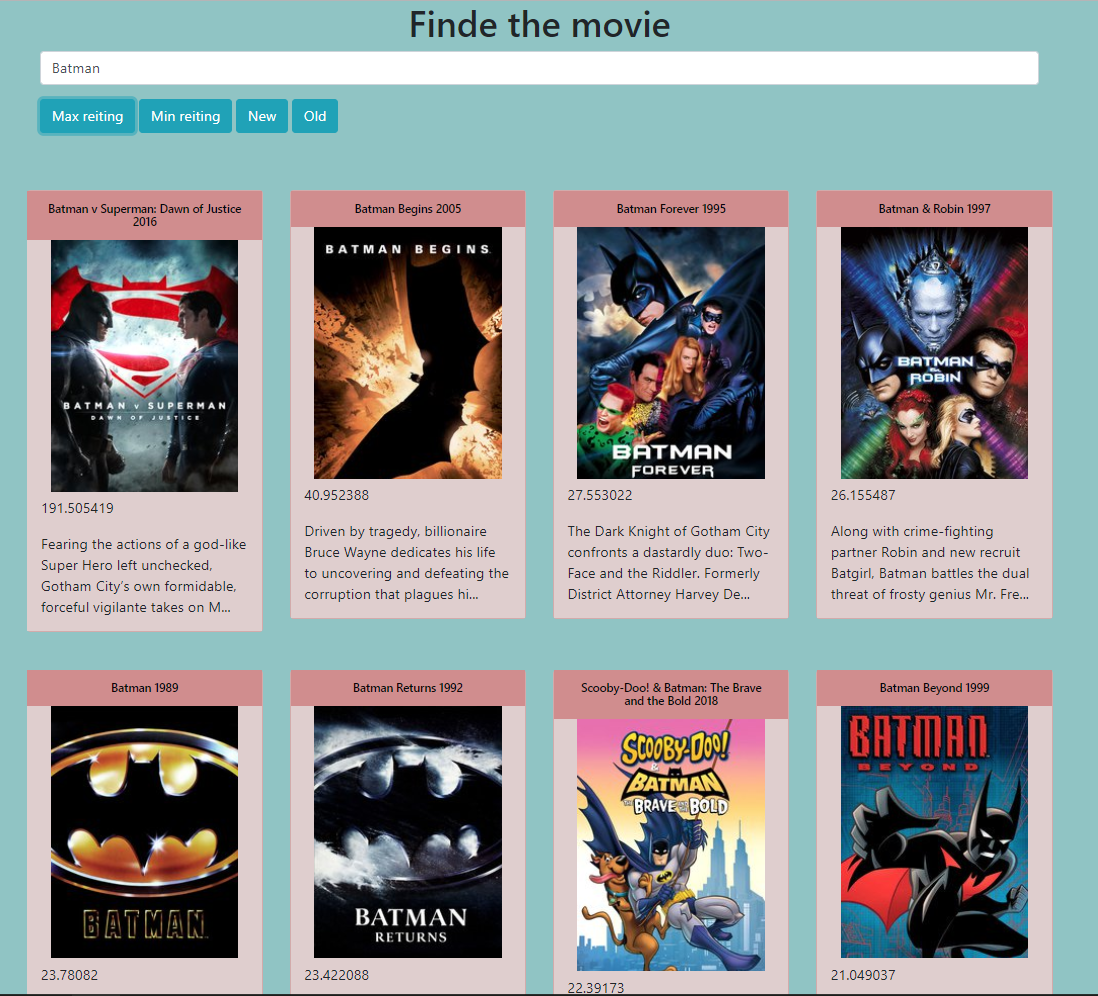 Finde the movie
Batman
Max reiting Min reiting New Old
Batman v Superman: Dawn of Justice
2016
BATMAN V SUPERMAN
DAWN OF JUSTICE
191.505419
Fearing the actions of a god-like
Super Hero left unchecked,
Gotham City’s own formidable,
forceful vigilante takes on M...
Batman Begins 2005
BATMAN BEGINS
40.952388
Driven by tragedy, billionaire
Bruce Wayne dedicates his life
to uncovering and defeating the
corruption that plagues hi...
Batman Forever 1995
BATMAN
FOREVER
27.553022
The Dark Knight of Gotham City
confronts a dastardly duo: Two-
Face and the Riddler. Formerly
District Attorney Harvey De...
Batman & Robin 1997
BATMAN
&
ROBIN
26.155487
Along with crime-fighting
partner Robin and new recruit
Batgirl, Batman battles the dual
threat of frosty genius Mr. Fre...
Batman 1989
BATMAN
23.78082
Batman Returns 1992
BATMAN
RETURNS
23.422088
Scooby-Doo! & Batman: The Brave
and the Bold 2018
SCOOBY-DOO!
&
BATMAN
THE BRAVE AND THE BOLD
22.39173
Batman Beyond 1999
BATMAN
BEYOND
21.049037